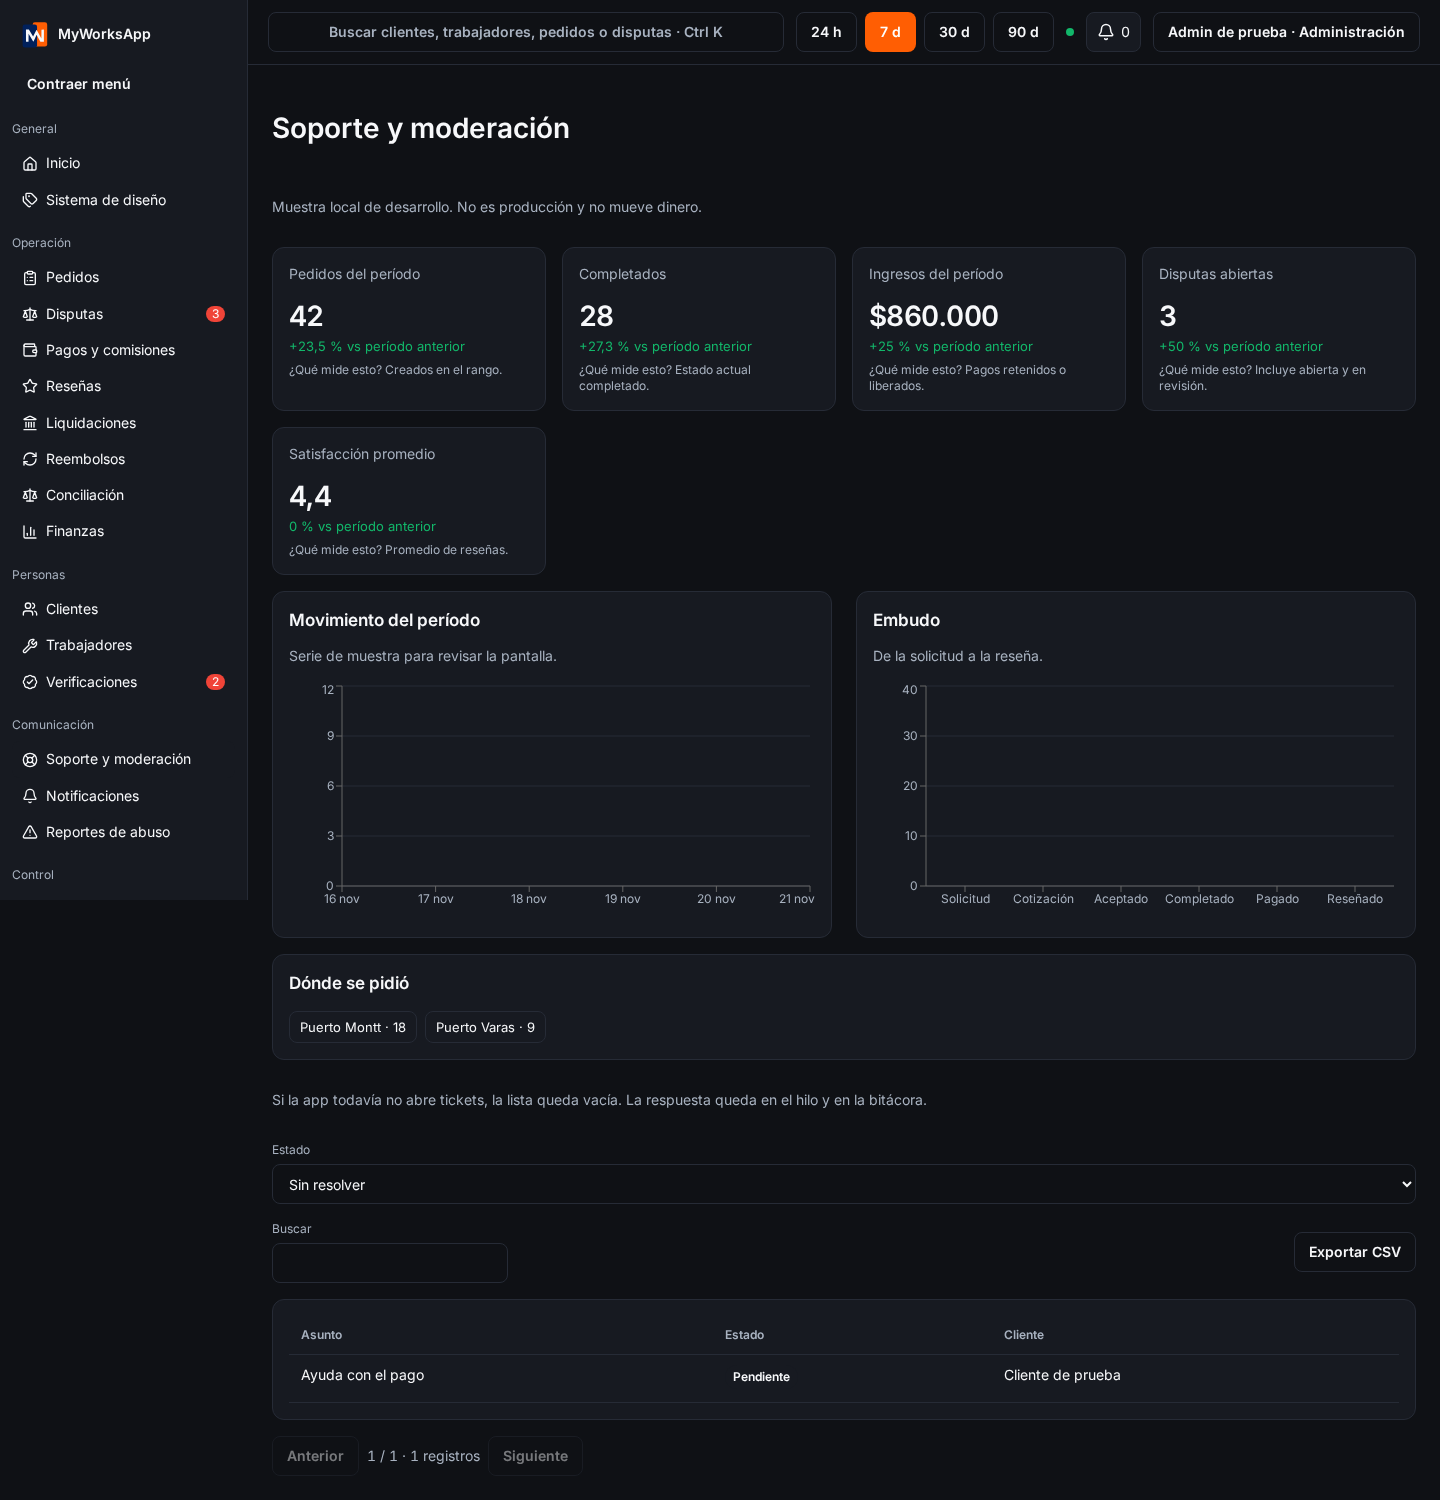 MyWorksApp
Contraer menú
General
Inicio
Sistema de diseño
Operación
Pedidos
Disputas 3
Pagos y comisiones
Reseñas
Liquidaciones
Reembolsos
Conciliación
Finanzas
Personas
Clientes
Trabajadores
Verificaciones 2
Comunicación
Soporte y moderación
Notificaciones
Reportes de abuso
Control
Buscar clientes, trabajadores, pedidos o disputas · Ctrl K
24 h
7 d
30 d
90 d
0
Admin de prueba · Administración
Soporte y moderación
Muestra local de desarrollo. No es producción y no mueve dinero.
Pedidos del período
42
+23,5 % vs período anterior
¿Qué mide esto? Creados en el rango.
Completados
28
+27,3 % vs período anterior
¿Qué mide esto? Estado actual
completado.
Ingresos del período
$860.000
+25 % vs período anterior
¿Qué mide esto? Pagos retenidos o
liberados.
Disputas abiertas
3
+50 % vs período anterior
¿Qué mide esto? Incluye abierta y en
revisión.
Satisfacción promedio
4,4
0 % vs período anterior
¿Qué mide esto? Promedio de reseñas.
Movimiento del período
Serie de muestra para revisar la pantalla.
12
9
6
3
0
16 nov 17 nov 18 nov 19 nov 20 nov 21 nov
Embudo
De la solicitud a la reseña.
40
30
20
10
0
Solicitud Cotización Aceptado Completado Pagado Reseñado
Dónde se pidió
Puerto Montt · 18
Puerto Varas · 9
Si la app todavía no abre tickets, la lista queda vacía. La respuesta queda en el hilo y en la bitácora.
Estado
Sin resolver
Buscar
Exportar CSV
Asunto Estado Cliente
Ayuda con el pago Pendiente Cliente de prueba
Anterior 1 / 1 · 1 registros Siguiente